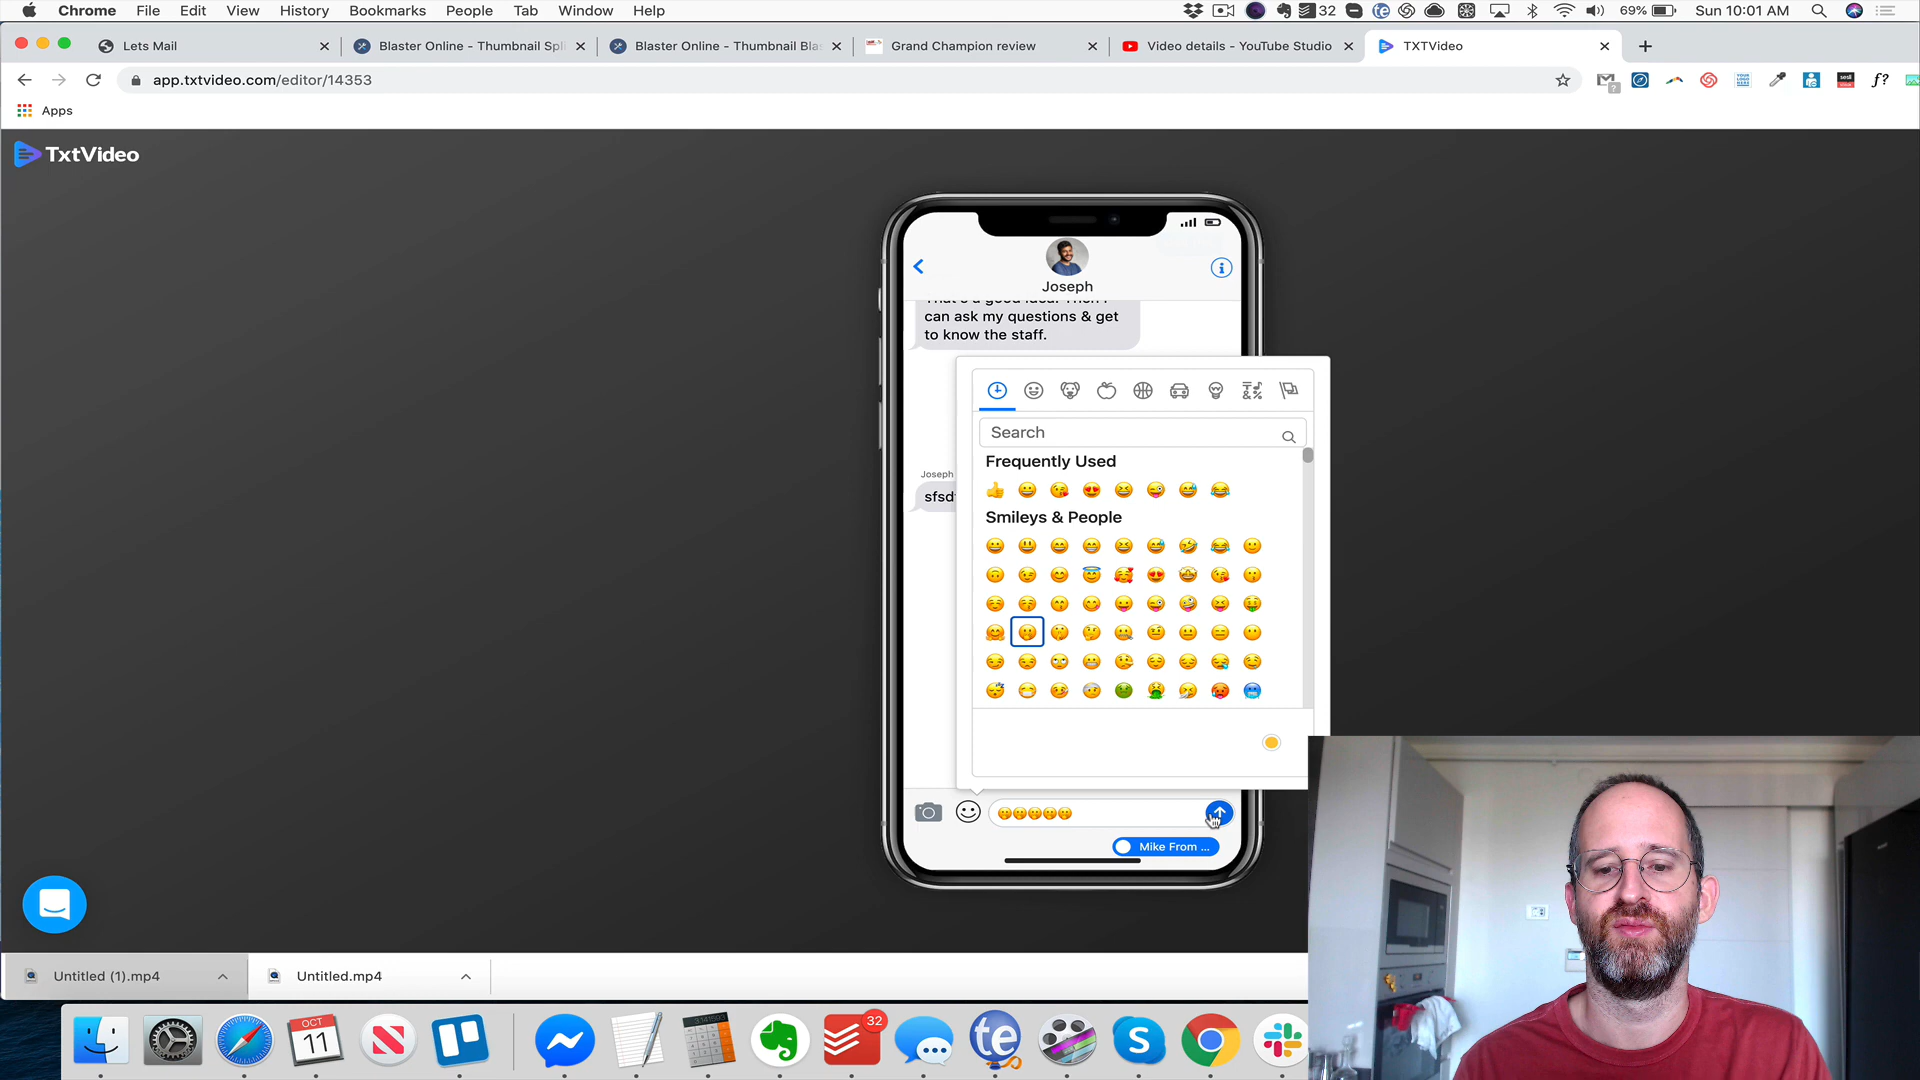 Chrome File Edit View History Bookmarks People Tab Window Help
32 69% Sun 10:01 AM
Lets Mail
Blaster Online - Thumbnail Spli
Blaster Online - Thumbnail Bla
Grand Champion review
Video details - YouTube Studio
TXTVideo
app.txtvideo.com/editor/14353
Apps
TxtVideo
Joseph
can ask my questions & get
to know the staff.
Search
Frequently Used
Joseph
Smileys & People
Mike From ...
Untitled (1).mp4
Untitled.mp4
OCT
11
32
te
S